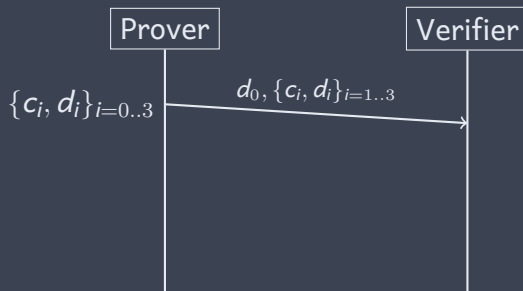 Prover
Verifier
{c_i, d_i}_{i=0..3}
d_0, {c_i, d_i}_{i=1..3}